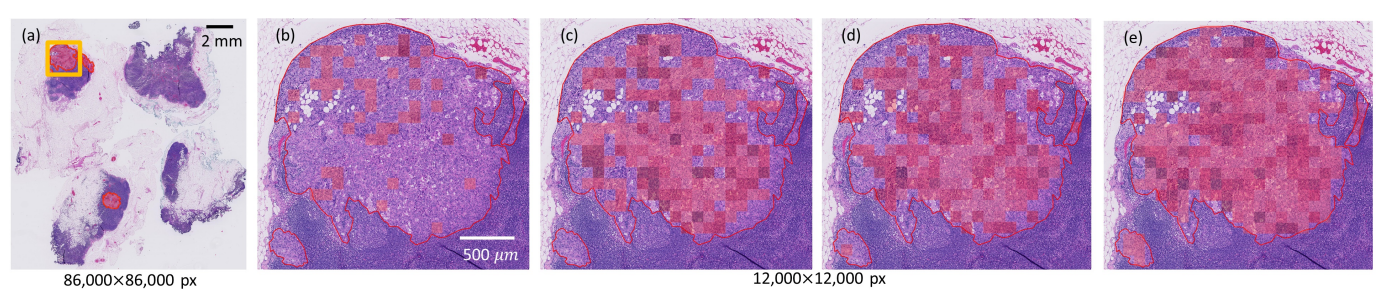 (a)
2 mm
(b)
500 μm
(c)
(d)
(e)
86,000×86,000 px
12,000×12,000 px